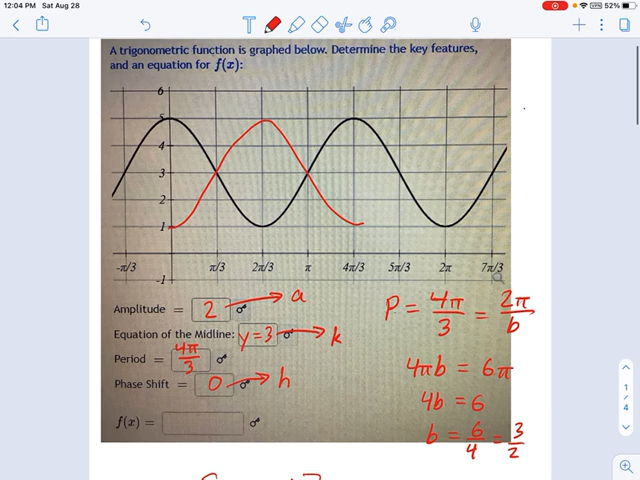 12:04 PM Sat Aug 28
VPN 52%
T
A trigonometric function is graphed below. Determine the key features,
and an equation for f(x):
6
5
4
3
2
1
-1
-π/3 π/3 2π/3 π 4π/3 5π/3 2π 7π/3
Amplitude = 2 → a
Equation of the Midline: y=3 → k
Period = 4π/3
Phase Shift = 0 → h
f(x) =
P = 4π/3 = 2π/b
4πb = 6π
4b = 6
b = 6/4 = 3/2
1
/
4